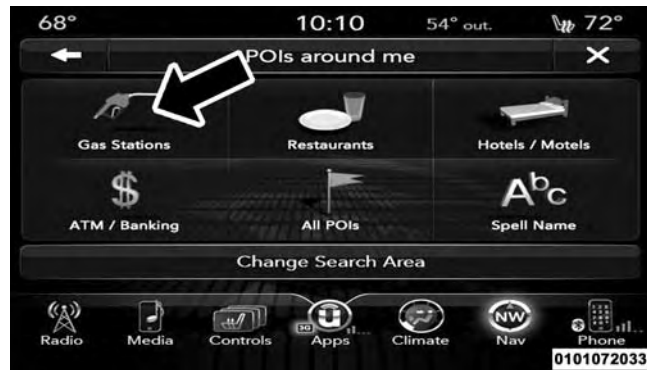 68° 10:10 54° out. 72°
POIs around me
Gas Stations Restaurants Hotels / Motels
$ Abc
ATM / Banking All POIs Spell Name
Change Search Area
3G U NW
Radio Media Controls Apps Climate Nav Phone
0101072033